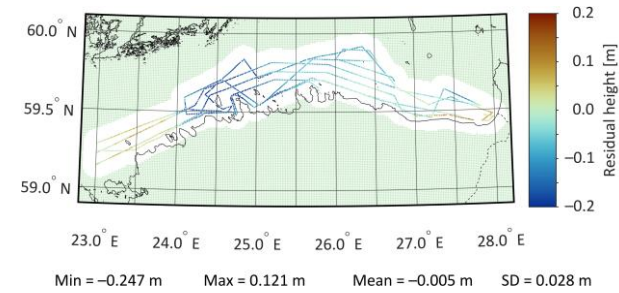 60.0° N
59.5° N
59.0° N
23.0° E 24.0° E 25.0° E 26.0° E 27.0° E 28.0° E
0.2
0.1
0.0
–0.1
–0.2
Residual height [m]
Min = –0.247 m Max = 0.121 m Mean = –0.005 m SD = 0.028 m